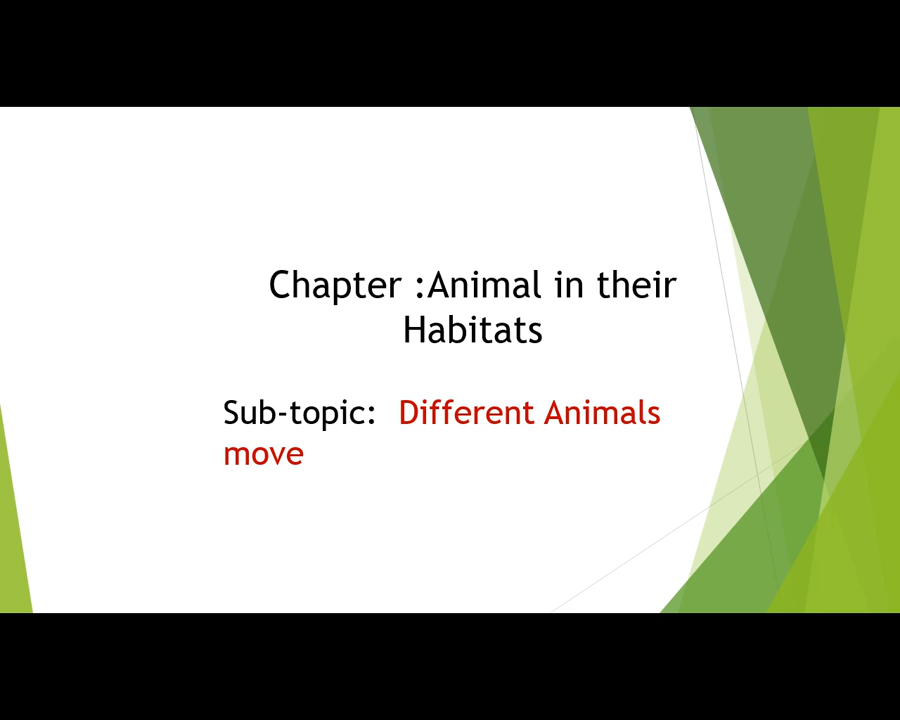 Chapter :Animal in their
Habitats
Sub-topic:  Different Animals
move